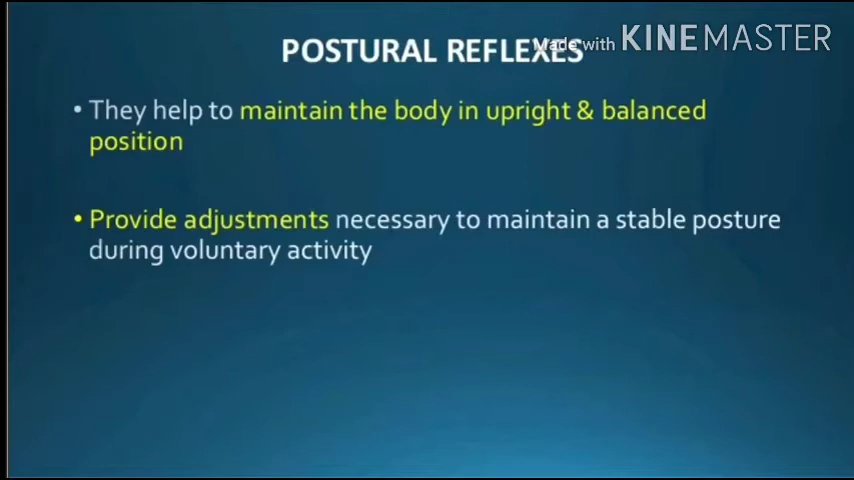 POSTURAL REFLEXES
Made with KINEMASTER
• They help to maintain the body in upright & balanced
position
• Provide adjustments necessary to maintain a stable posture
during voluntary activity